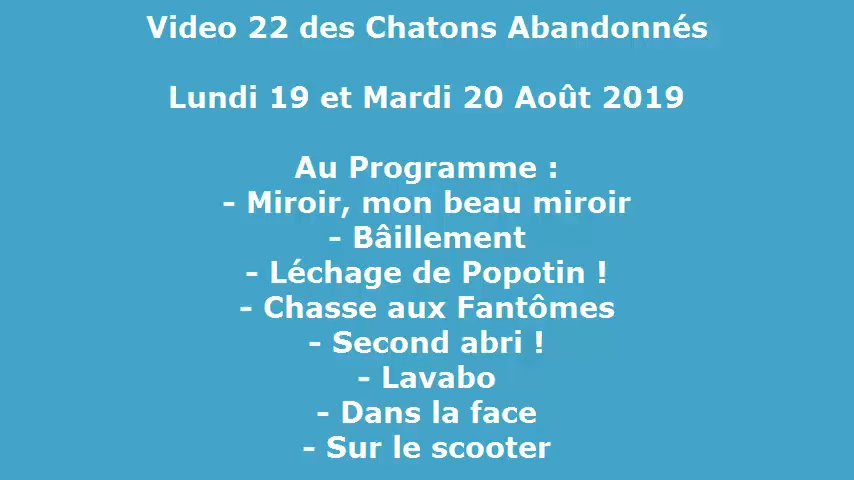 Video 22 des Chatons Abandonnés
Lundi 19 et Mardi 20 Août 2019
Au Programme :
- Miroir, mon beau miroir
- Bâillement
- Léchage de Popotin !
- Chasse aux Fantômes
- Second abri !
- Lavabo
- Dans la face
- Sur le scooter